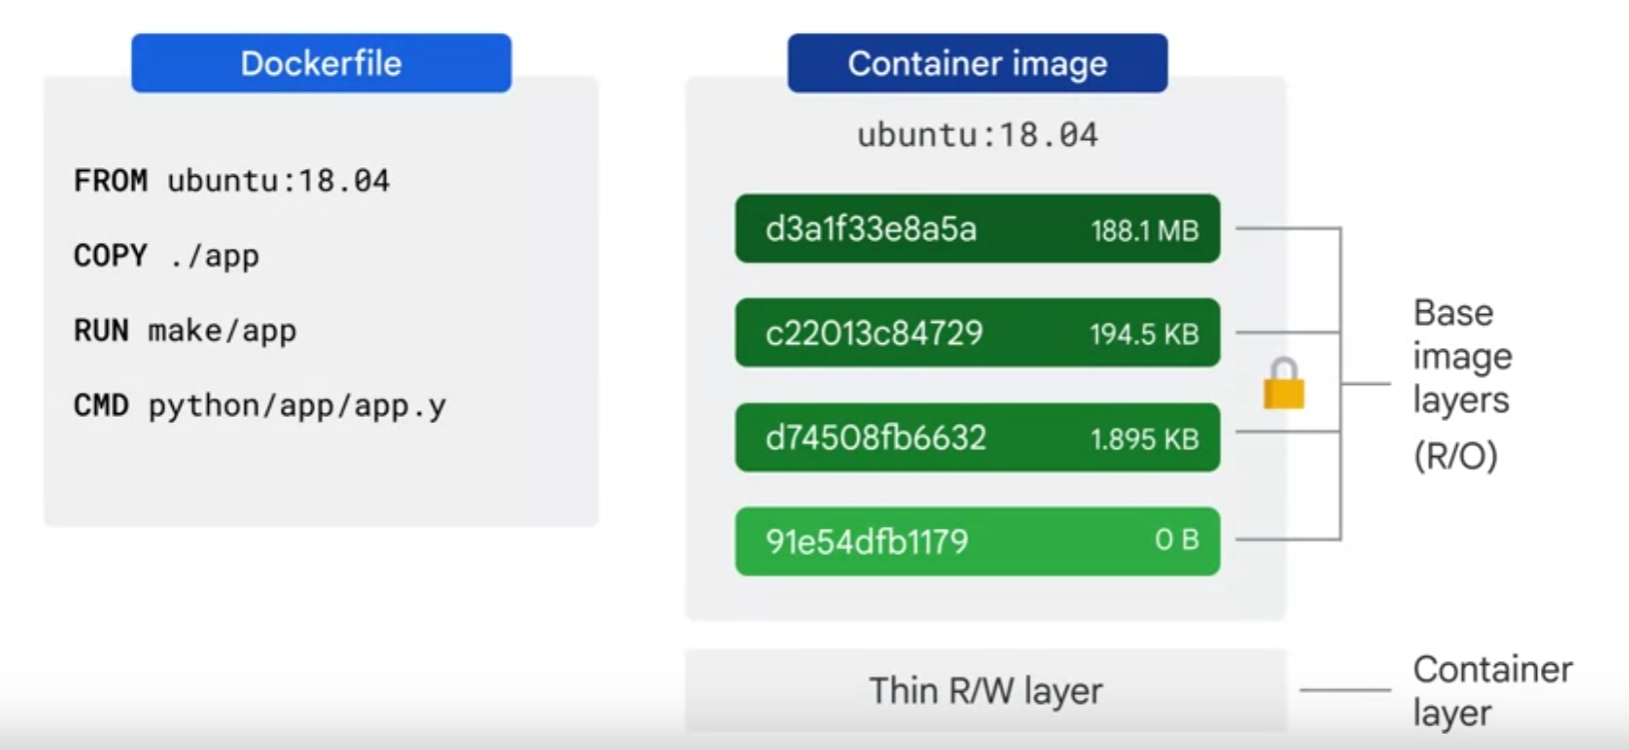 Dockerfile
FROM ubuntu:18.04
COPY ./app
RUN make/app
CMD python/app/app.y
Container image
ubuntu:18.04
d3a1f33e8a5a 188.1 MB
c22013c84729 194.5 KB
d74508fb6632 1.895 KB
91e54dfb1179 0 B
Base
image
layers
(R/O)
Thin R/W layer
Container
layer